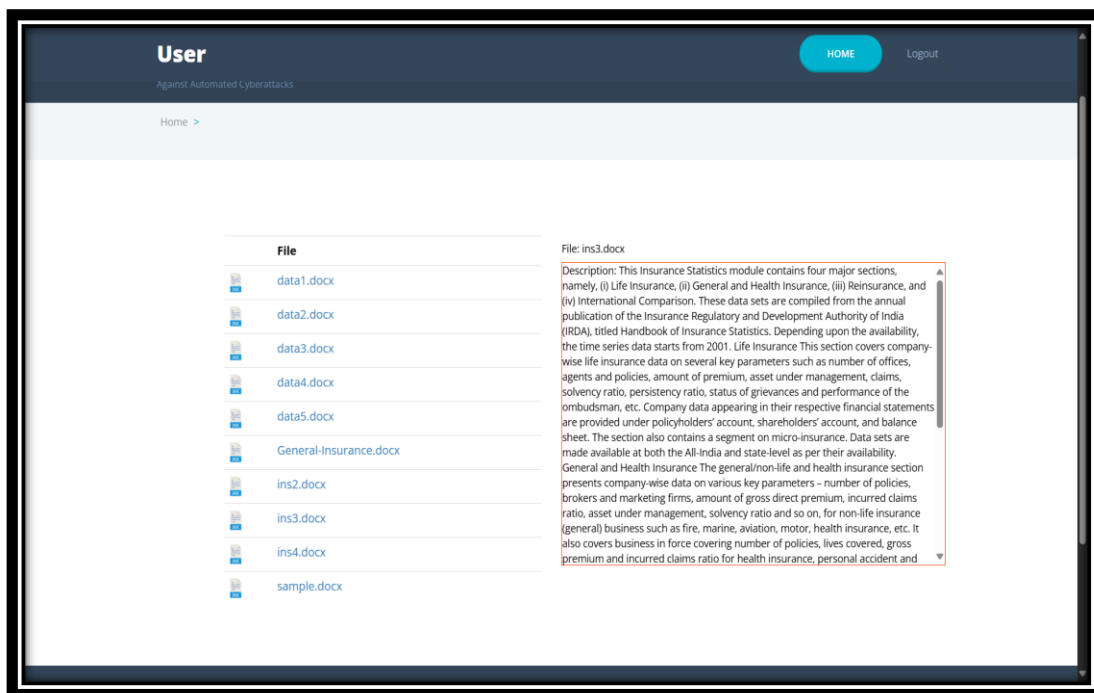 User
HOME
Logout
Against Automated Cyberattacks
Home >
File
data1.docx
data2.docx
data3.docx
data4.docx
data5.docx
General-Insurance.docx
ins2.docx
ins3.docx
ins4.docx
sample.docx
File: ins3.docx
Description: This Insurance Statistics module contains four major sections,
namely, (i) Life Insurance, (ii) General and Health Insurance, (iii) Reinsurance, and
(iv) International Comparison. These data sets are compiled from the annual
publication of the Insurance Regulatory and Development Authority of India
(IRDA), titled Handbook of Insurance Statistics. Depending upon the availability,
the time series data starts from 2001. Life Insurance This section covers company-
wise life insurance data on several key parameters such as number of offices,
agents and policies, amount of premium, asset under management, claims,
solvency ratio, persistency ratio, status of grievances and performance of the
ombudsman, etc. Company data appearing in their respective financial statements
are provided under policyholders’ account, shareholders’ account, and balance
sheet. The section also contains a segment on micro-insurance. Data sets are
made available at both the All-India and state-level as per their availability.
General and Health Insurance The general/non-life and health insurance section
presents company-wise data on various key parameters – number of policies,
brokers and marketing firms, amount of gross direct premium, incurred claims
ratio, asset under management, solvency ratio and so on, for non-life insurance
(general) business such as fire, marine, aviation, motor, health insurance, etc. It
also covers business in force covering number of policies, lives covered, gross
premium and incurred claims ratio for health insurance, personal accident and